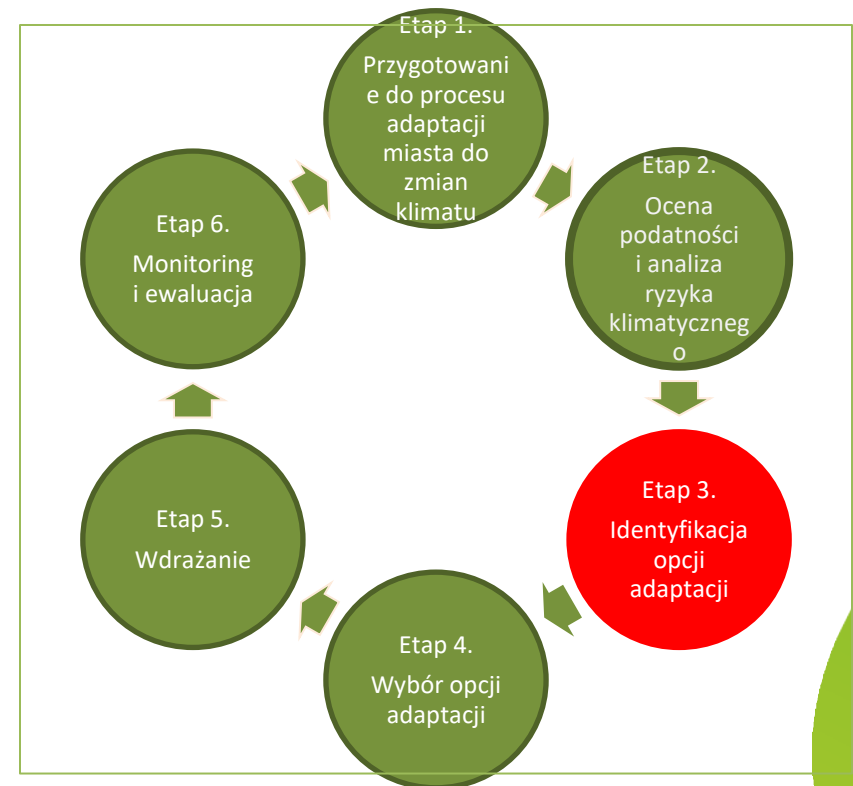 Etap 1.
Przygotowani
e do procesu
adaptacji
miasta do
zmian
klimatu
Etap 2.
Ocena
podatności
i analiza
ryzyka
klimatyczneg
o
Etap 3.
Identyfikacja
opcji
adaptacji
Etap 4.
Wybór opcji
adaptacji
Etap 5.
Wdrażanie
Etap 6.
Monitoring
i ewaluacja